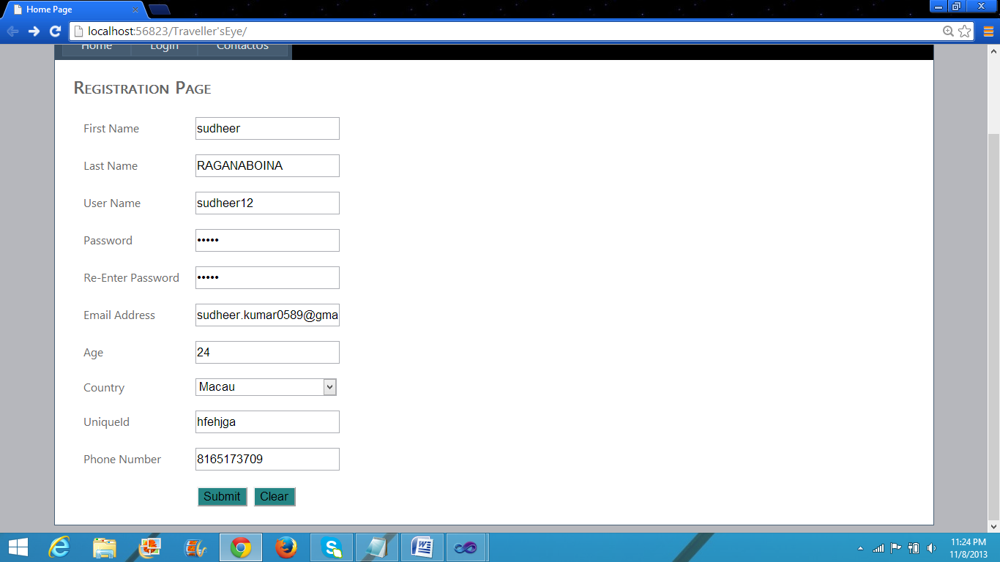 Home Page
localhost:56823/Traveller'sEye/
Home Login ContactUs
Registration Page
First Name sudheer
Last Name RAGANABOINA
User Name sudheer12
Password •••••
Re-Enter Password •••••
Email Address sudheer.kumar0589@gma
Age 24
Country Macau
UniqueId hfehjga
Phone Number 8165173709
Submit Clear
11:24 PM
11/8/2013